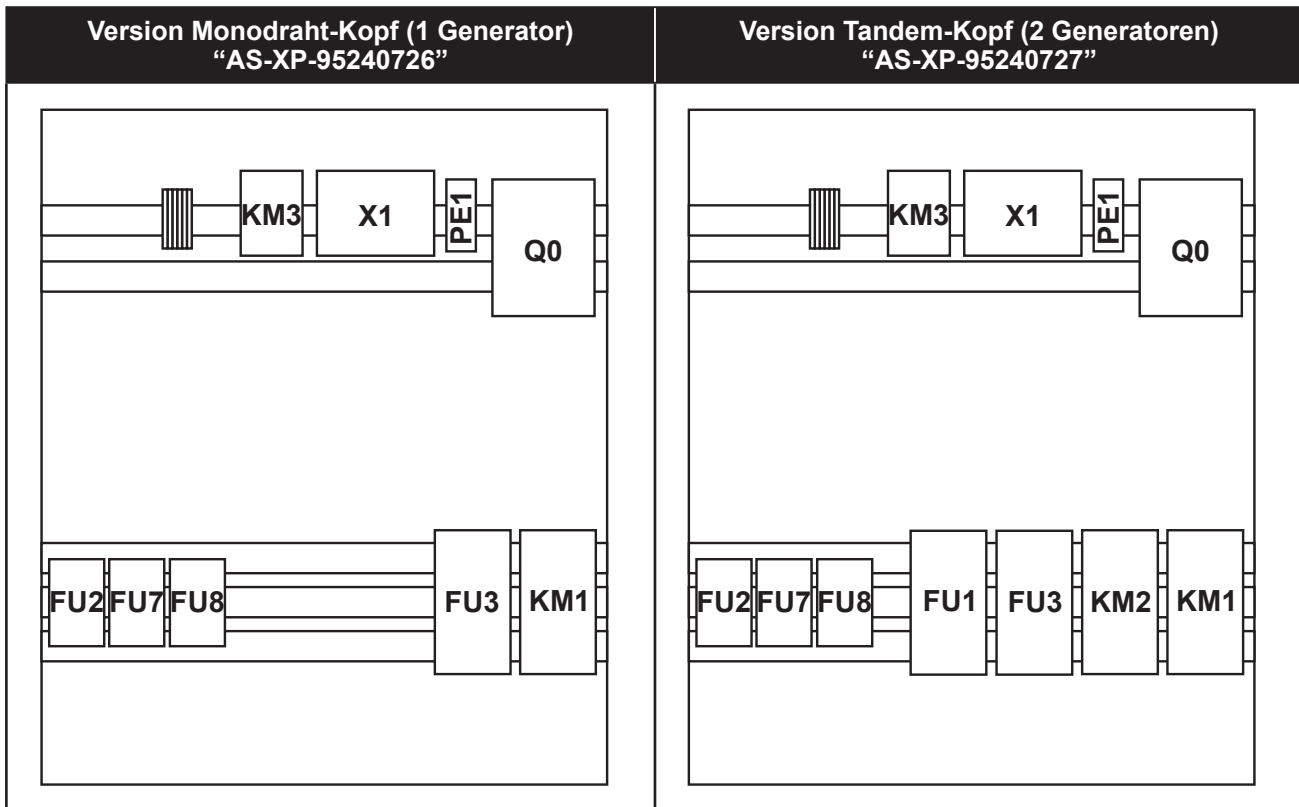 Version Monodraht-Kopf (1 Generator)
“AS-XP-95240726”
Version Tandem-Kopf (2 Generatoren)
“AS-XP-95240727”
KM3 X1 PE1 Q0
FU2 FU7 FU8 FU3 KM1
KM3 X1 PE1 Q0
FU2 FU7 FU8 FU1 FU3 KM2 KM1